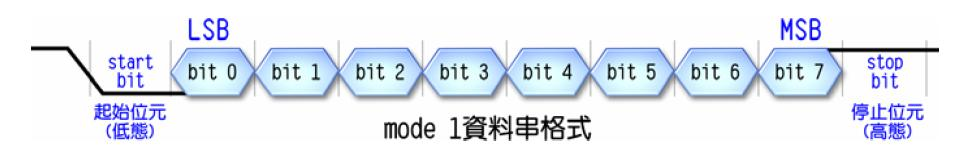 LSB
MSB
start
bit
bit 0
bit 1
bit 2
bit 3
bit 4
bit 5
bit 6
bit 7
stop
bit
起始位元
(低態)
停止位元
(高態)
mode 1資料串格式